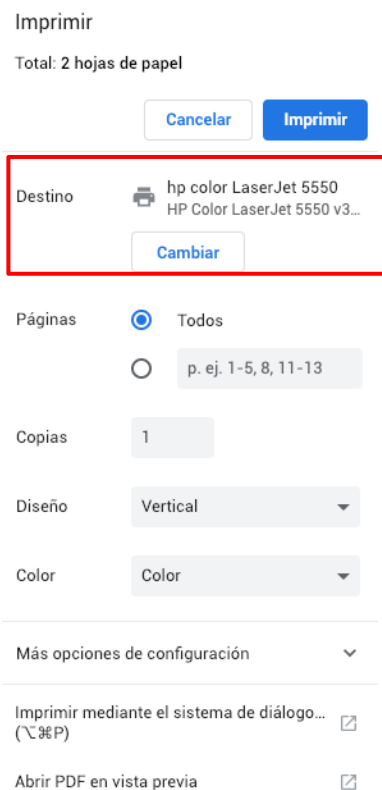 Imprimir
Total: 2 hojas de papel
Cancelar Imprimir
Destino hp color LaserJet 5550
HP Color LaserJet 5550 v3...
Cambiar
Páginas Todos
p. ej. 1-5, 8, 11-13
Copias 1
Diseño Vertical
Color Color
Más opciones de configuración
Imprimir mediante el sistema de diálogo...
(⌥⌘P)
Abrir PDF en vista previa